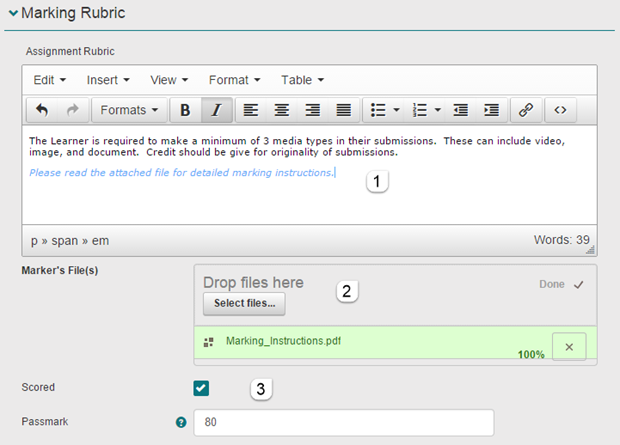 Marking Rubric
Assignment Rubric
Edit Insert View Format Table
Formats B I
The Learner is required to make a minimum of 3 media types in their submissions. These can include video,
image, and document. Credit should be give for originality of submissions.
Please read the attached file for detailed marking instructions.
1
p » span » em Words: 39
Marker's File(s)
Drop files here
Done
2
Select files...
Marking_Instructions.pdf
100%
Scored
3
Passmark ? 80